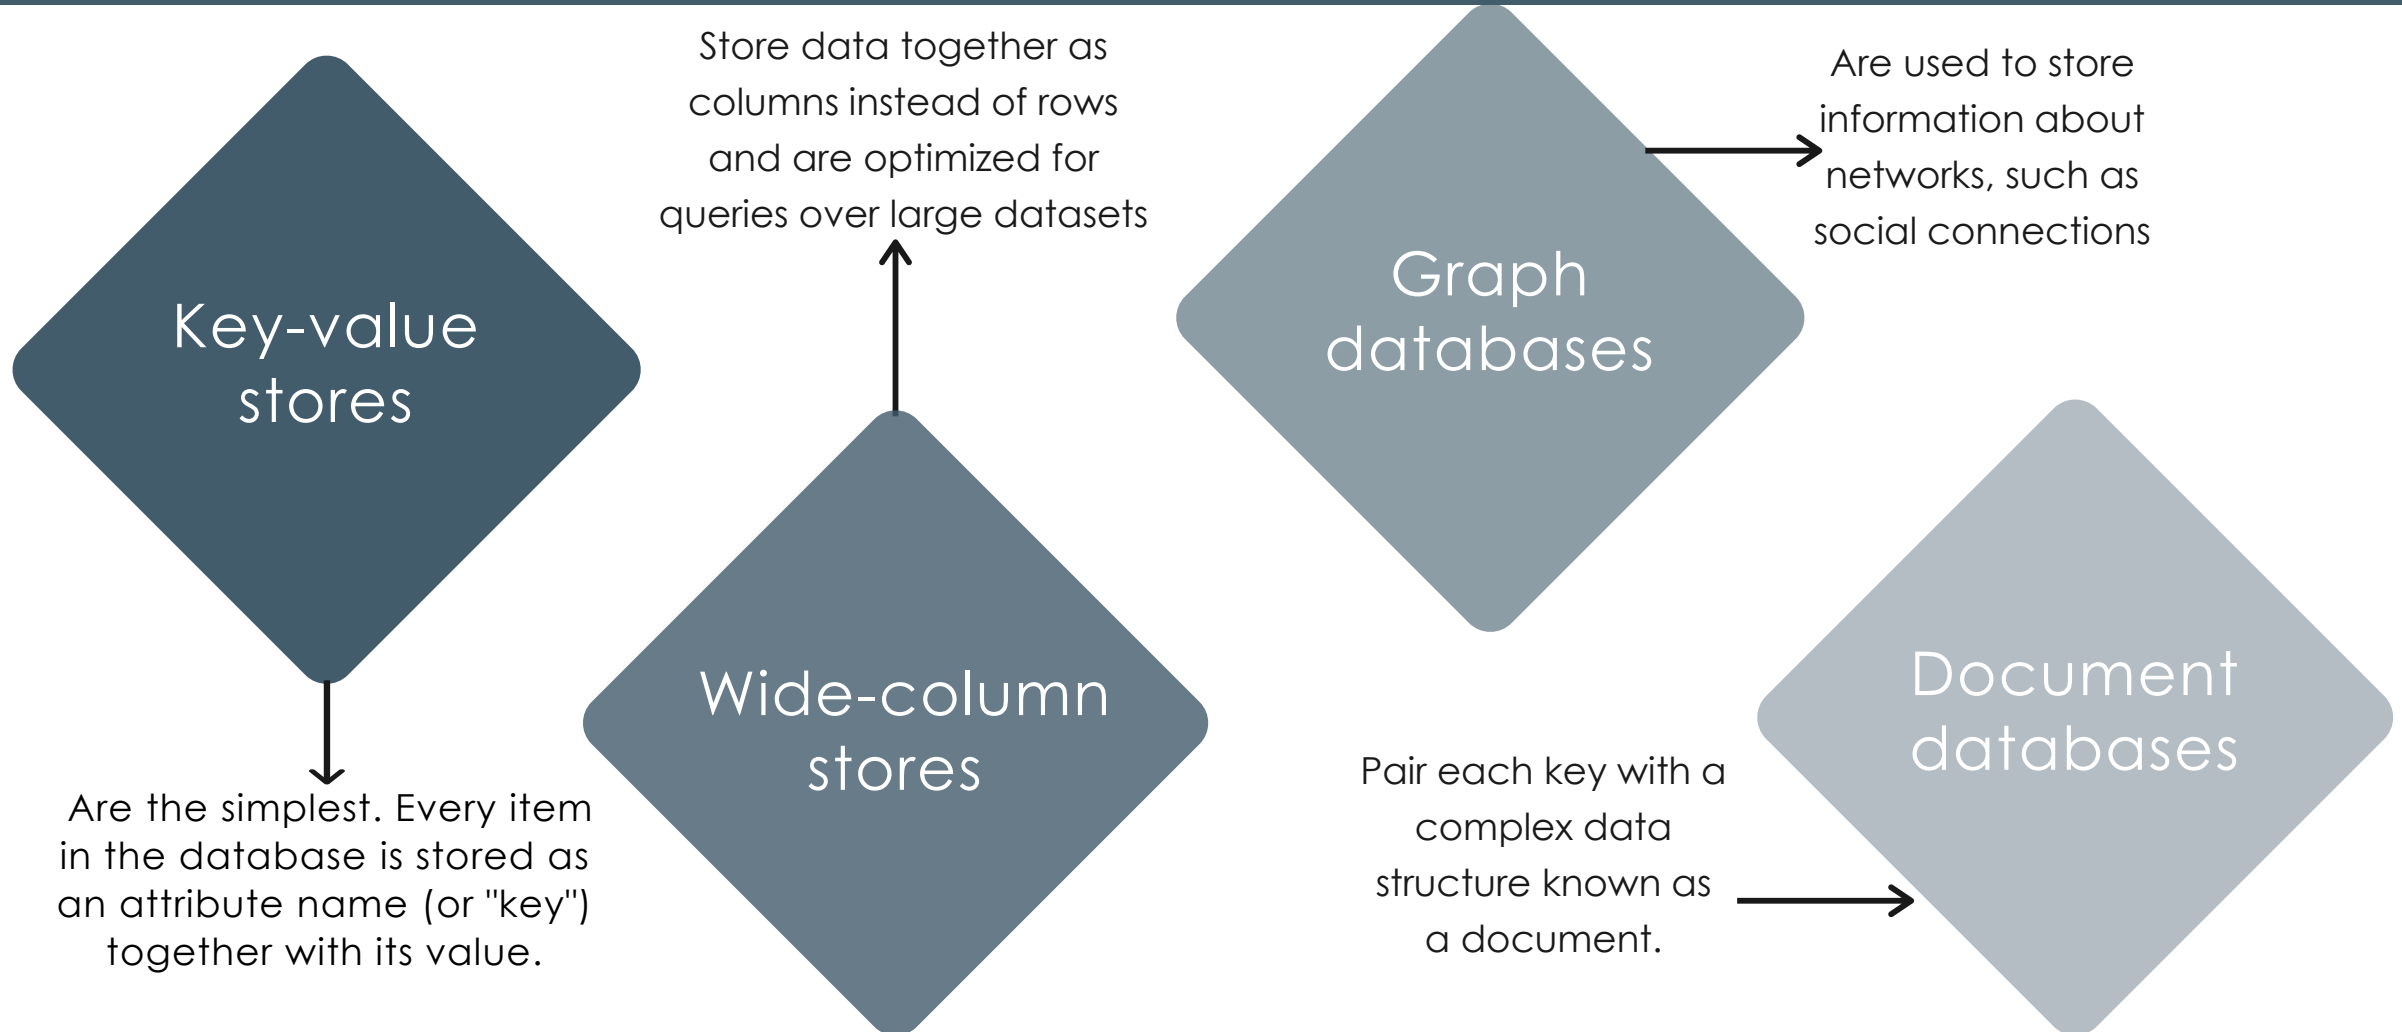 Key-value
stores
Are the simplest. Every item
in the database is stored as
an attribute name (or "key")
together with its value.
Store data together as
columns instead of rows
and are optimized for
queries over large datasets
Wide-column
stores
Graph
databases
Are used to store
information about
networks, such as
social connections
Document
databases
Pair each key with a
complex data
structure known as
a document.